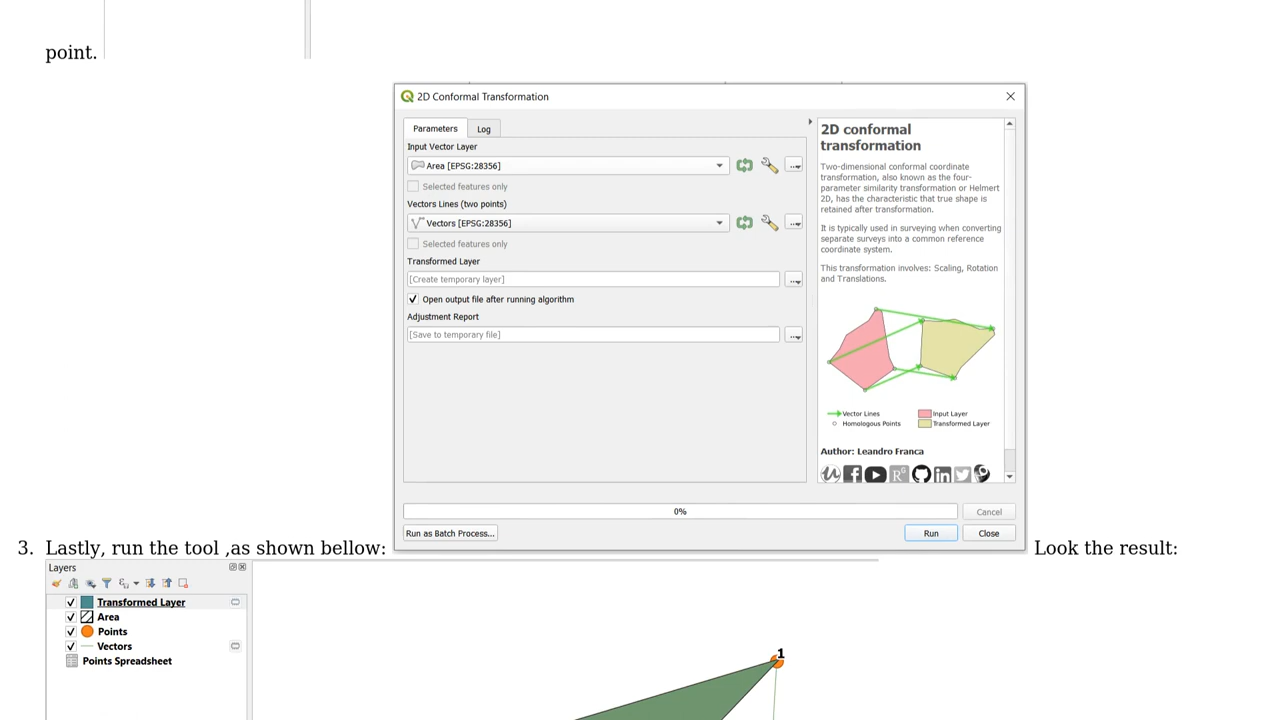 point.
2D Conformal Transformation
Parameters
Log
Input Vector Layer
Area [EPSG:28356]
Selected features only
Vectors Lines (two points)
Vectors [EPSG:28356]
Selected features only
Transformed Layer
[Create temporary layer]
Open output file after running algorithm
Adjustment Report
[Save to temporary file]
2D conformal
transformation
Two-dimensional conformal coordinate
transformation, also known as the four-
parameter similarity transformation or Helmert
2D, has the characteristic that true shape is
retained after transformation.
It is typically used in surveying when converting
separate surveys into a common reference
coordinate system.
This transformation involves: Scaling, Rotation
and Translations.
Vector Lines
Input Layer
Homologous Points
Transformed Layer
Author: Leandro Franca
0%
Cancel
Run as Batch Process...
Run
Close
3. Lastly, run the tool ,as shown bellow:
Look the result:
Layers
Transformed Layer
Area
Points
Vectors
Points Spreadsheet
1